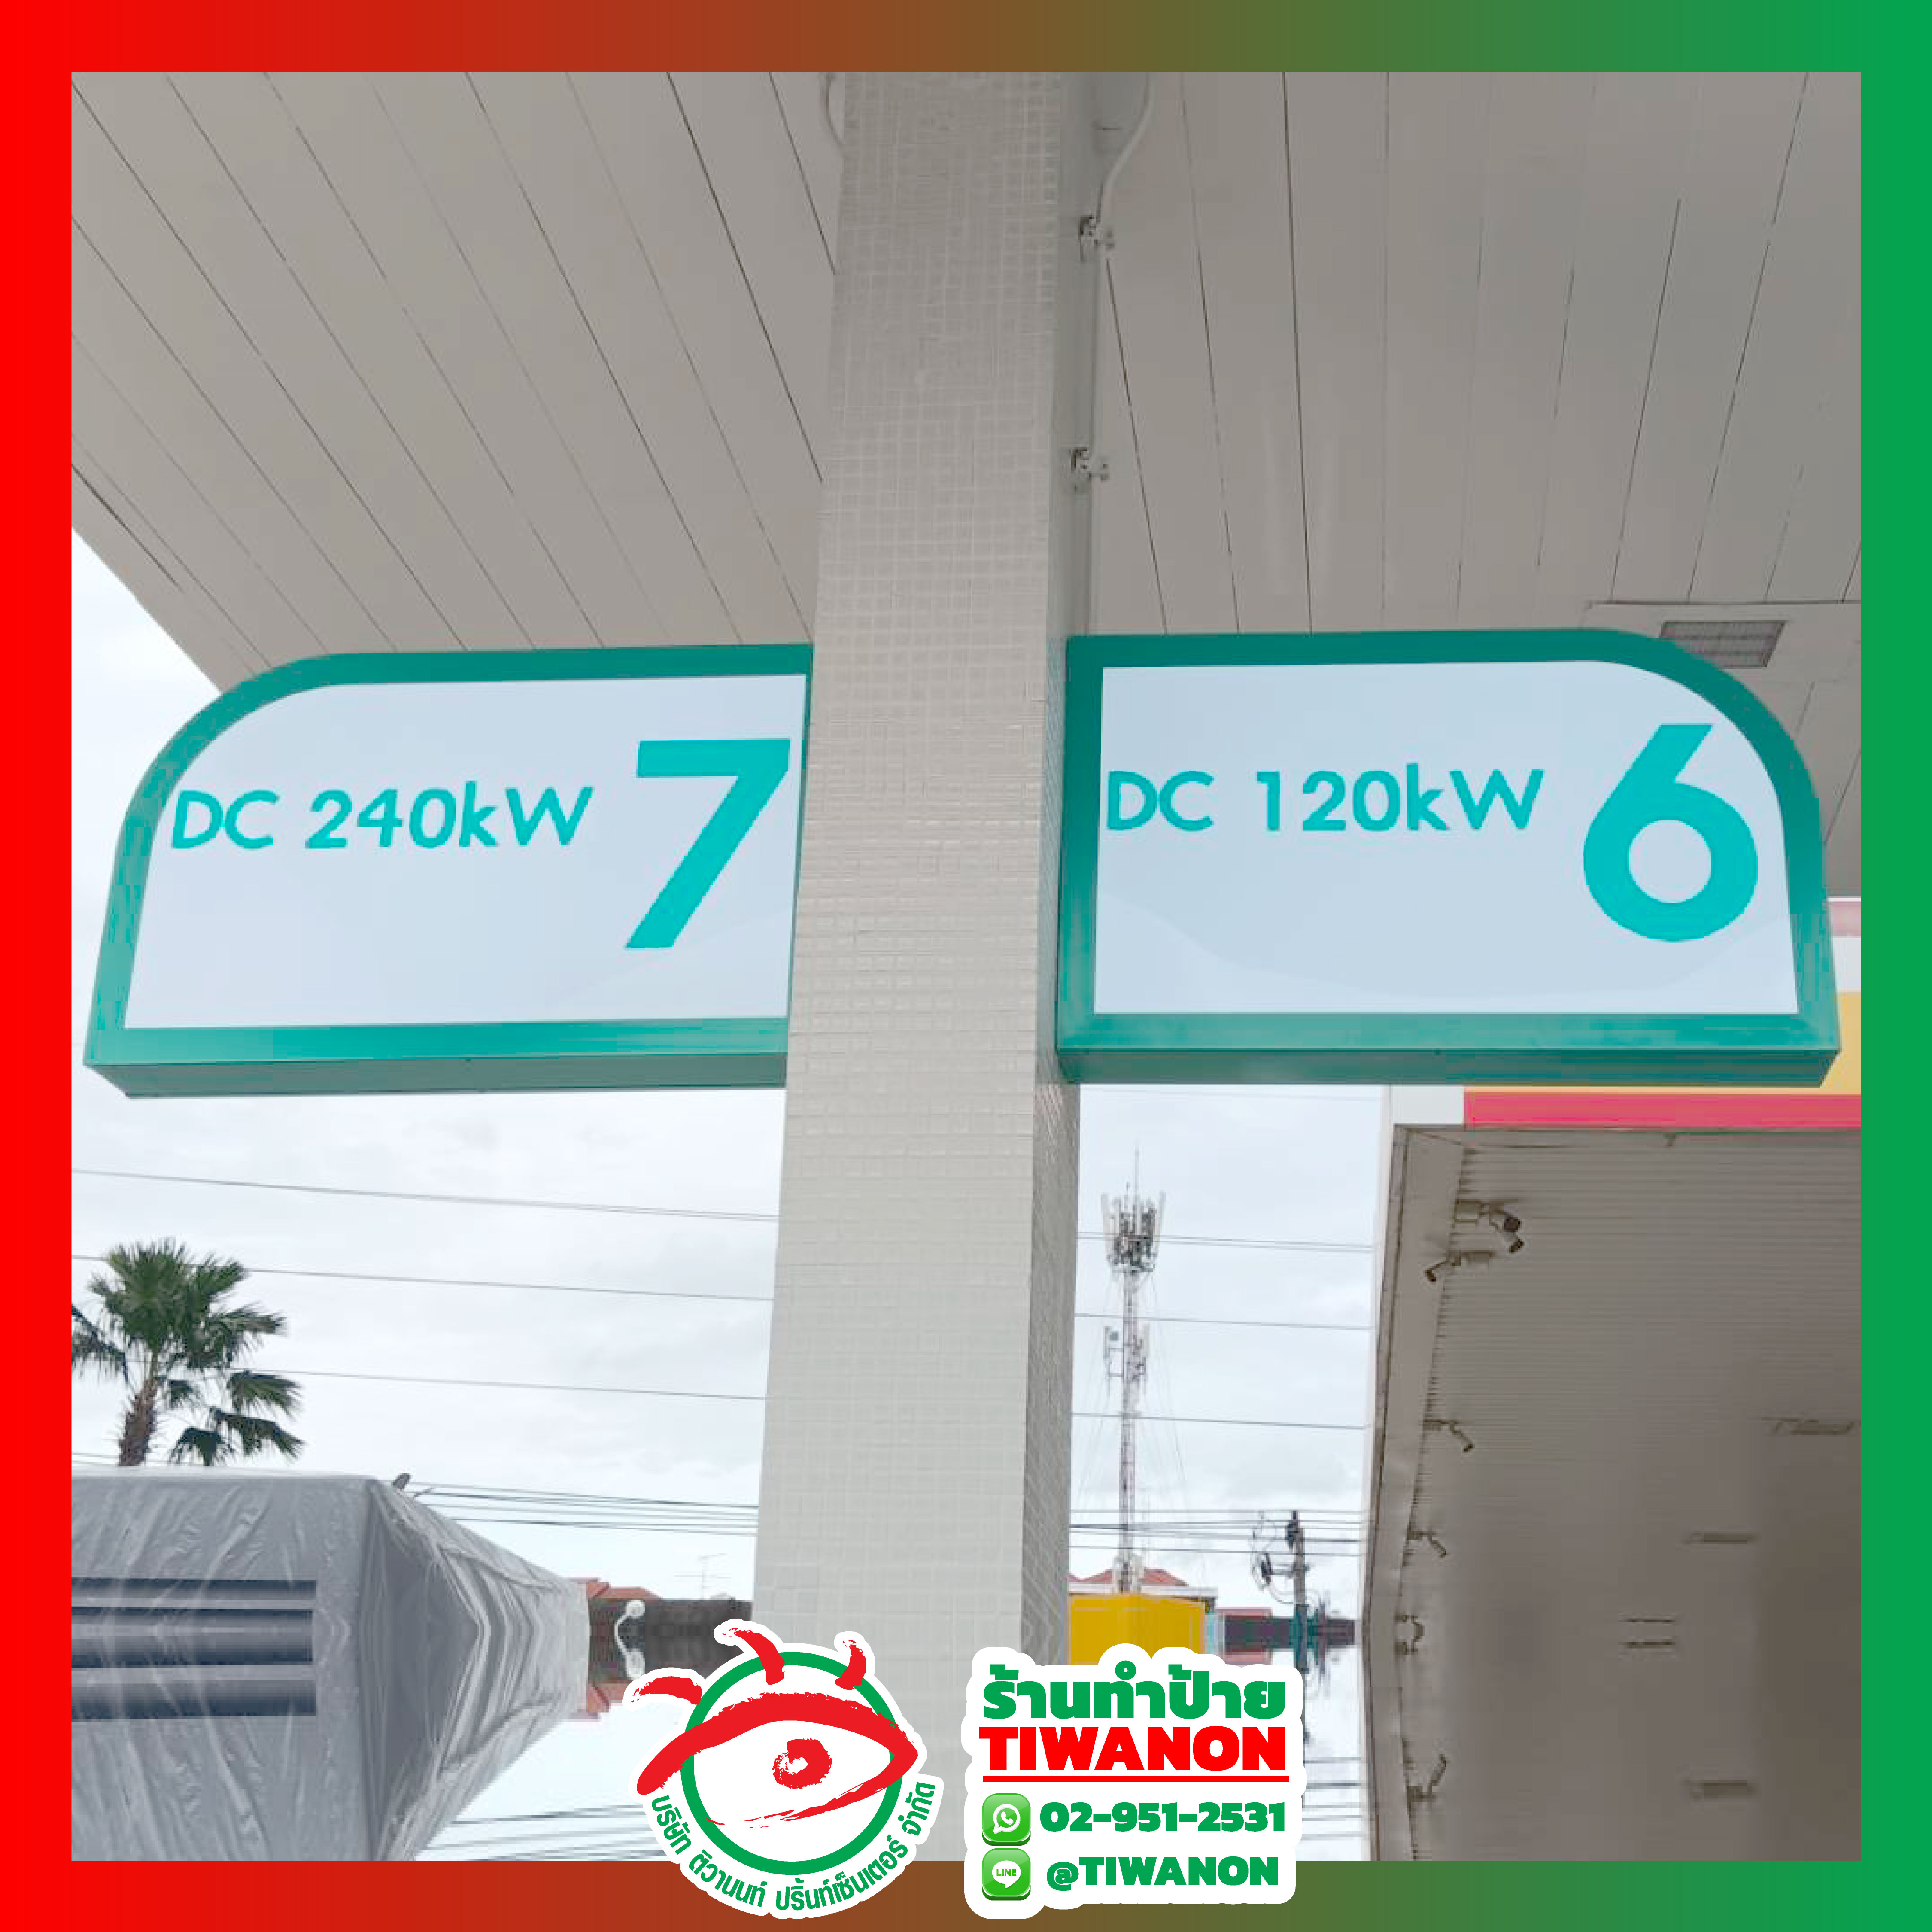 DC 240kW 7
DC 120kW 6
บริษัท ติวานนท์ ปริ้นท์เซ็นเตอร์ จำกัด
ร้านทำป้าย
TIWANON
02-951-2531
LINE @TIWANON